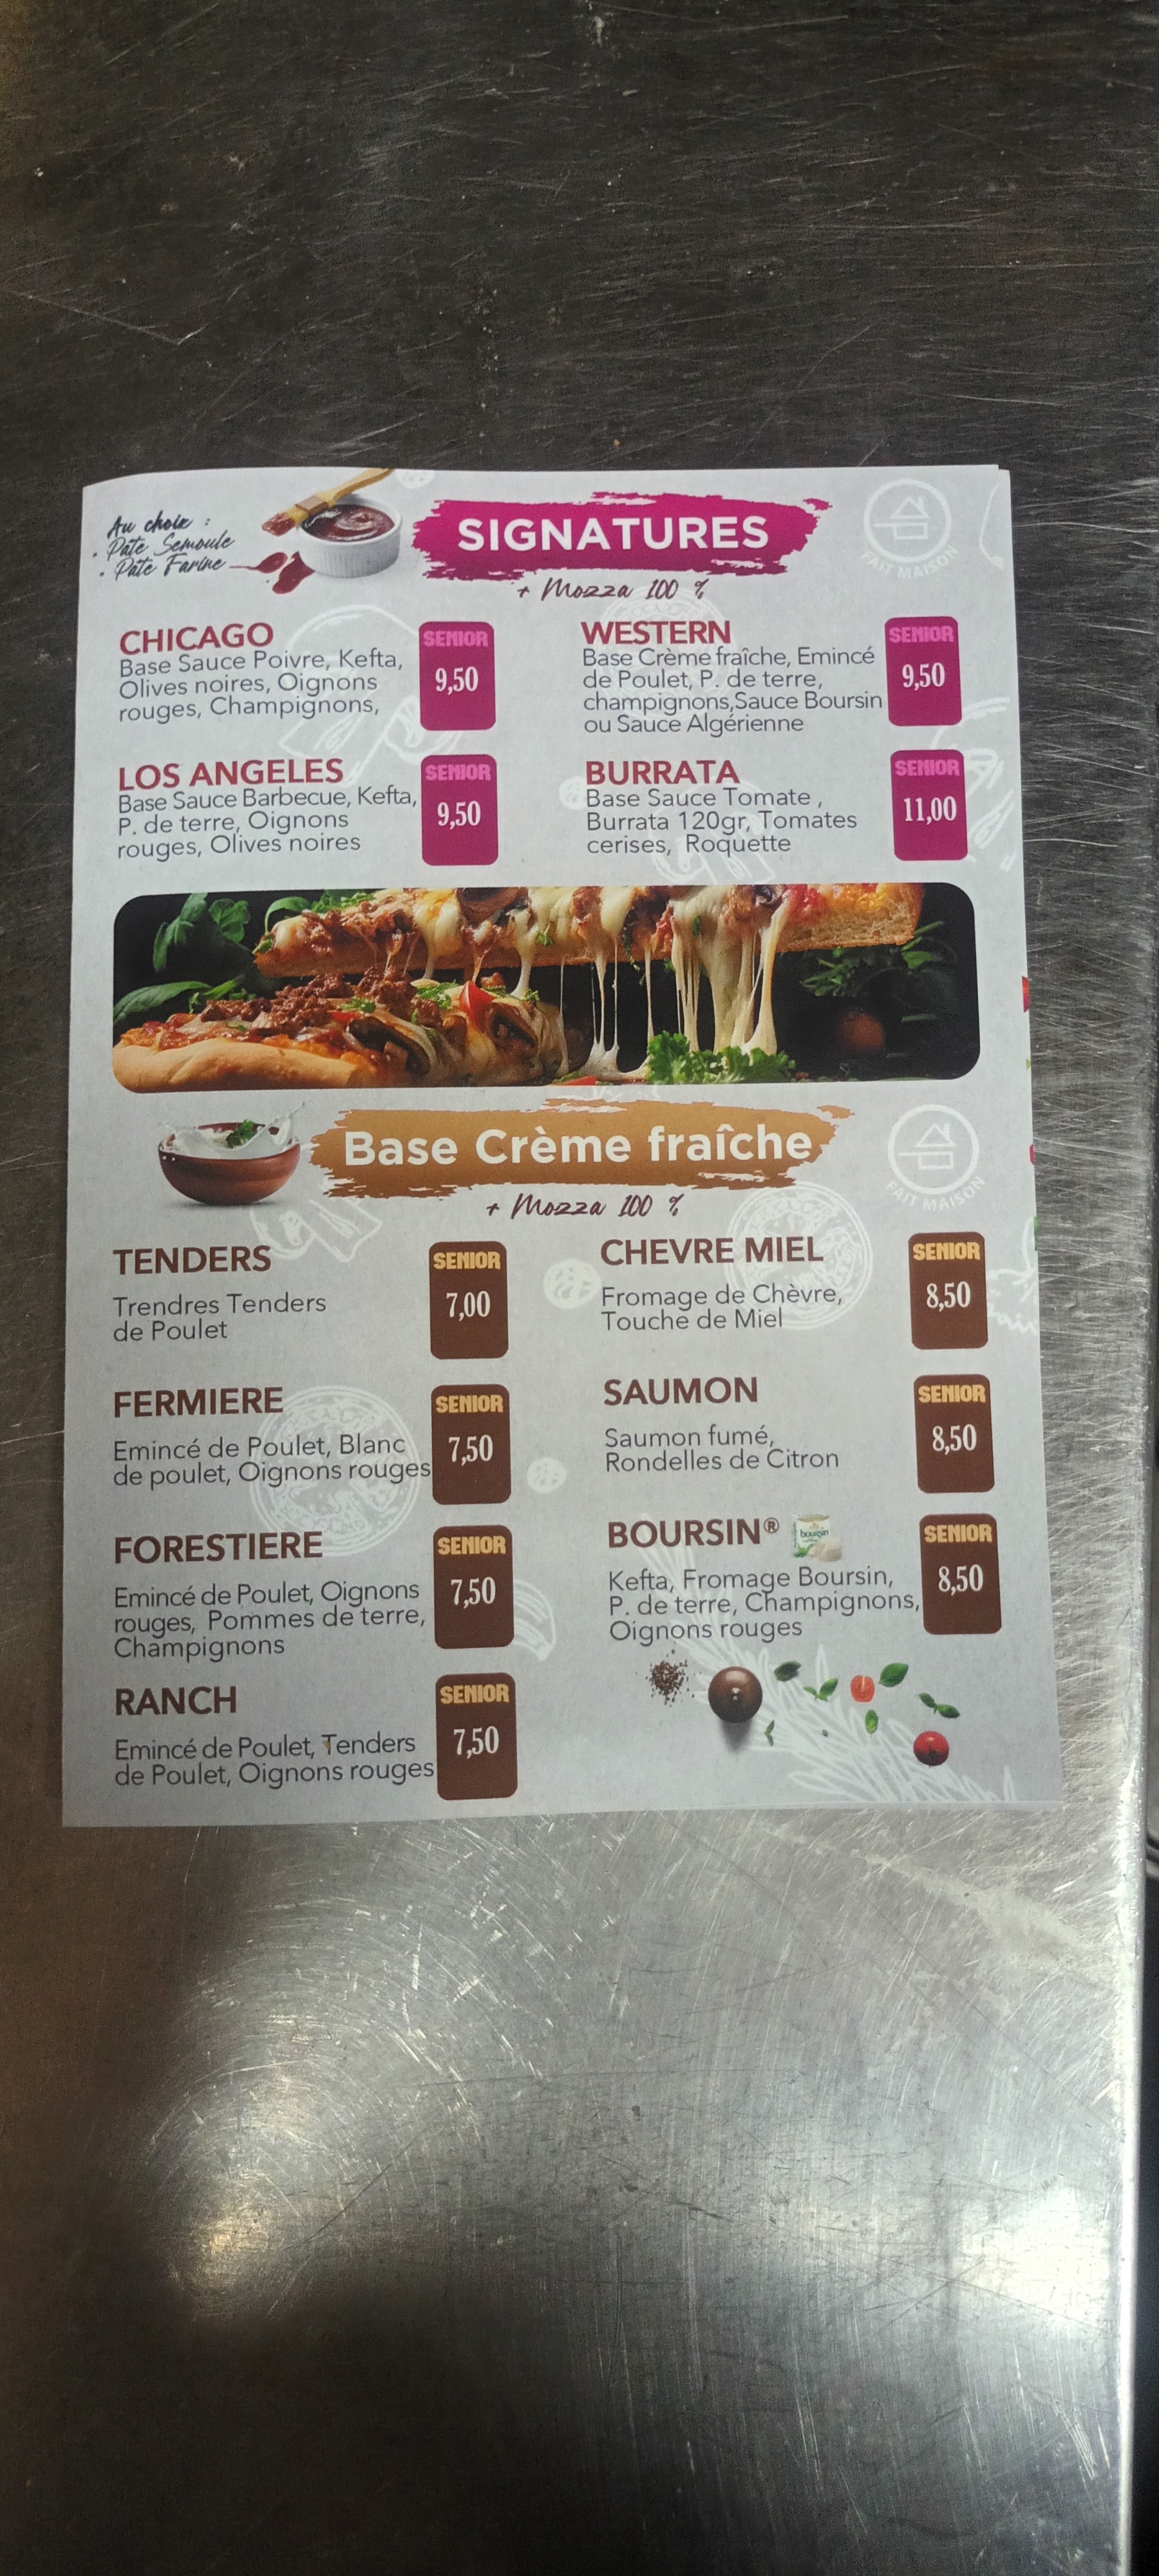 Au choix :
• Pâte Semoule
• Pâte Farine
SIGNATURES
+ Mozza 100 %
FAIT MAISON
CHICAGO
Base Sauce Poivre, Kefta,
Olives noires, Oignons
rouges, Champignons,
SENIOR
9,50
WESTERN
Base Crème fraîche, Emincé
de Poulet, P. de terre,
champignons,Sauce Boursin
ou Sauce Algérienne
SENIOR
9,50
LOS ANGELES
Base Sauce Barbecue, Kefta,
P. de terre, Oignons
rouges, Olives noires
SENIOR
9,50
BURRATA
Base Sauce Tomate ,
Burrata 120gr, Tomates
cerises, Roquette
SENIOR
11,00
Base Crème fraîche
+ Mozza 100 %
FAIT MAISON
TENDERS
Trendres Tenders
de Poulet
SENIOR
7,00
CHEVRE MIEL
Fromage de Chèvre,
Touche de Miel
SENIOR
8,50
FERMIERE
Emincé de Poulet, Blanc
de poulet, Oignons rouges
SENIOR
7,50
SAUMON
Saumon fumé,
Rondelles de Citron
SENIOR
8,50
FORESTIERE
Emincé de Poulet, Oignons
rouges, Pommes de terre,
Champignons
SENIOR
7,50
BOURSIN®
boursin
Kefta, Fromage Boursin,
P. de terre, Champignons,
Oignons rouges
SENIOR
8,50
RANCH
Emincé de Poulet, Tenders
de Poulet, Oignons rouges
SENIOR
7,50